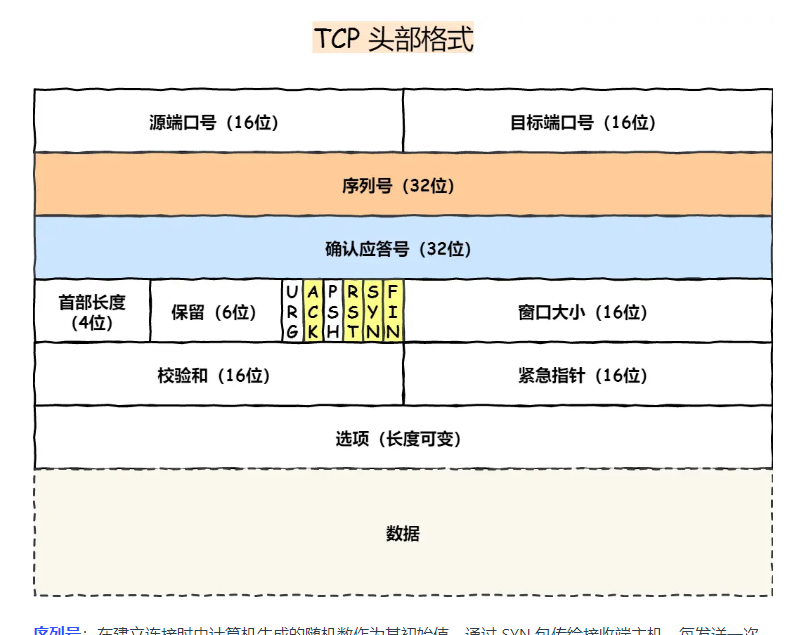 TCP 头部格式
源端口号（16位） 目标端口号（16位）
序列号（32位）
确认应答号（32位）
首部长度
（4位）
保留（6位）
URG
ACK
PSH
RST
SYN
FIN
窗口大小（16位）
校验和（16位） 紧急指针（16位）
选项（长度可变）
数据
序列号：在建立连接时由计算机生成的随机数作为其初始值，通过 SYN 包传给接收端主机，每发送一次